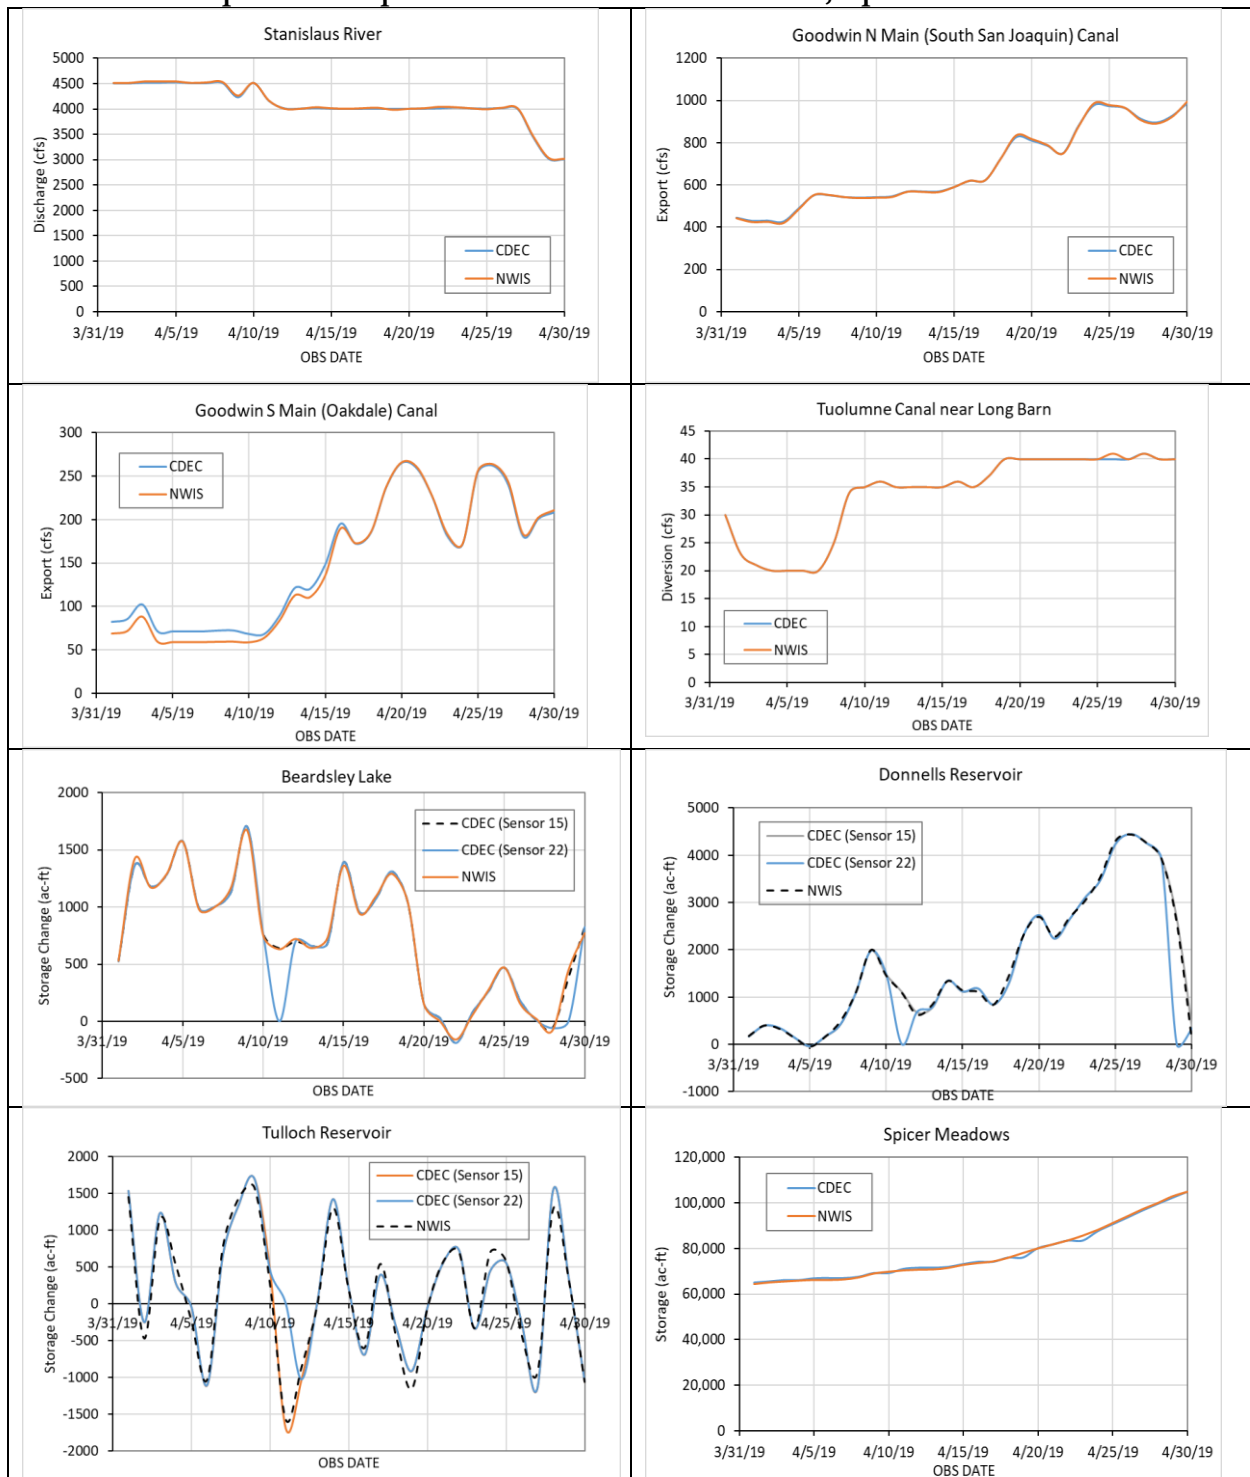 Stanislaus River
5000
4500
4000
3500
3000
2500
2000
1500
1000
500
0
Discharge (cfs)
CDEC
NWIS
3/31/19 4/5/19 4/10/19 4/15/19 4/20/19 4/25/19 4/30/19
OBS DATE
Goodwin N Main (South San Joaquin) Canal
1200
1000
800
600
400
200
0
Export (cfs)
CDEC
NWIS
3/31/19 4/5/19 4/10/19 4/15/19 4/20/19 4/25/19 4/30/19
OBS DATE
Goodwin S Main (Oakdale) Canal
300
250
200
150
100
50
0
Export (cfs)
CDEC
NWIS
3/31/19 4/5/19 4/10/19 4/15/19 4/20/19 4/25/19 4/30/19
OBS DATE
Tuolumne Canal near Long Barn
45
40
35
30
25
20
15
10
5
0
Diversion (cfs)
CDEC
NWIS
3/31/19 4/5/19 4/10/19 4/15/19 4/20/19 4/25/19 4/30/19
OBS DATE
Beardsley Lake
2000
1500
1000
500
0
-500
Storage Change (ac-ft)
CDEC (Sensor 15)
CDEC (Sensor 22)
NWIS
3/31/19 4/5/19 4/10/19 4/15/19 4/20/19 4/25/19 4/30/19
OBS DATE
Donnells Reservoir
5000
4000
3000
2000
1000
0
-1000
Storage Change (ac-ft)
CDEC (Sensor 15)
CDEC (Sensor 22)
NWIS
3/31/19 4/5/19 4/10/19 4/15/19 4/20/19 4/25/19 4/30/19
OBS DATE
Tulloch Reservoir
2000
1500
1000
500
0
-500
-1000
-1500
-2000
Storage Change (ac-ft)
CDEC (Sensor 15)
CDEC (Sensor 22)
NWIS
3/31/19 4/5/19 4/10/19 4/15/19 4/20/19 4/25/19 4/30/19
OBS DATE
Spicer Meadows
120,000
100,000
80,000
60,000
40,000
20,000
0
Storage (ac-ft)
CDEC
NWIS
3/31/19 4/5/19 4/10/19 4/15/19 4/20/19 4/25/19 4/30/19
OBS DATE